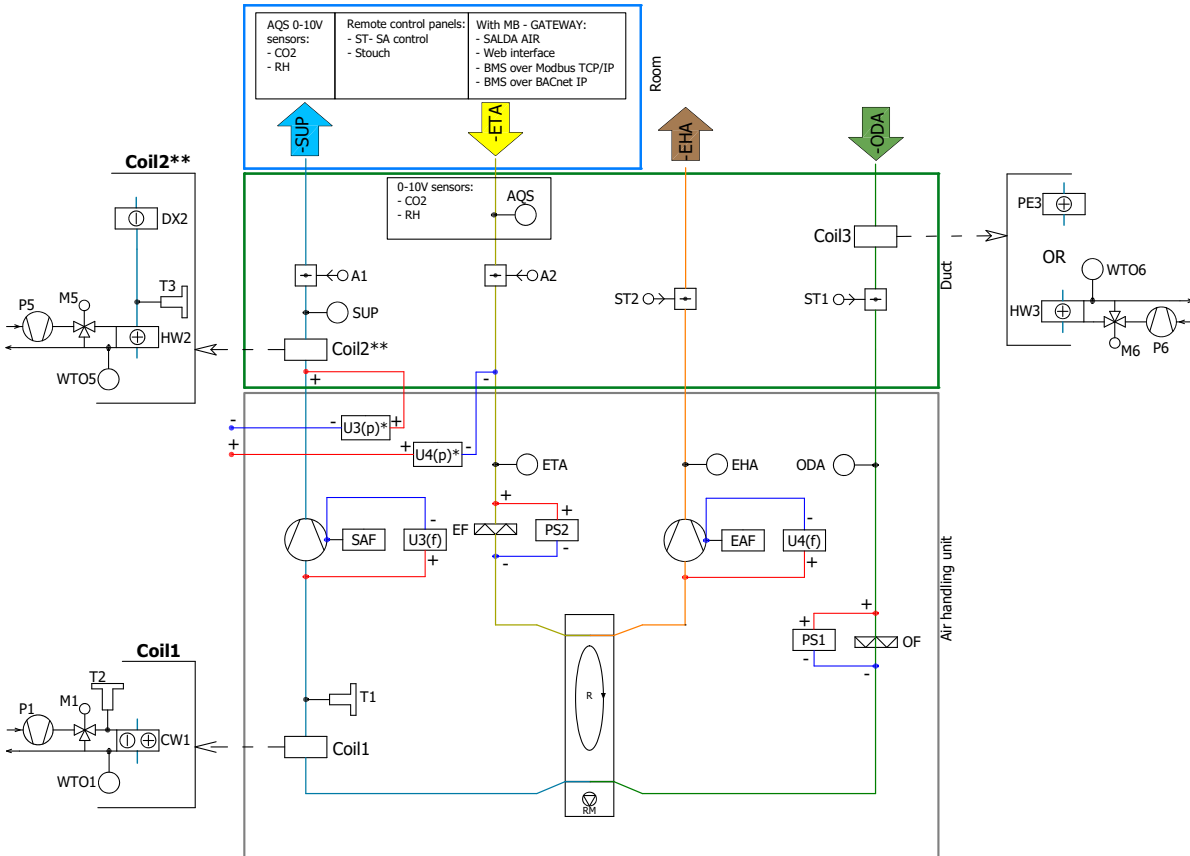 AQS 0-10V
sensors:
- CO2
- RH
Remote control panels:
- ST- SA control
- Stouch
With MB - GATEWAY:
- SALDA AIR
- Web interface
- BMS over Modbus TCP/IP
- BMS over BACnet IP
Room
-SUP
-ETA
-EHA
-ODA
Coil2**
DX2
T3
P5
M5
HW2
WTO5
0-10V sensors:
- CO2
- RH
AQS
A1
A2
SUP
Coil2**
ST2
ST1
Coil3
Duct
PE3
OR
WTO6
HW3
M6
P6
+
-
-
- U3(p)* +
+
+ U4(p)* -
ETA
EHA
ODA
SAF
-
U3(f)
+
EF
+
+
PS2
-
-
EAF
-
U4(f)
+
+
+
PS1
-
-
OF
Air handling unit
Coil1
T2
P1
M1
CW1
WTO1
T1
Coil1
R
RM